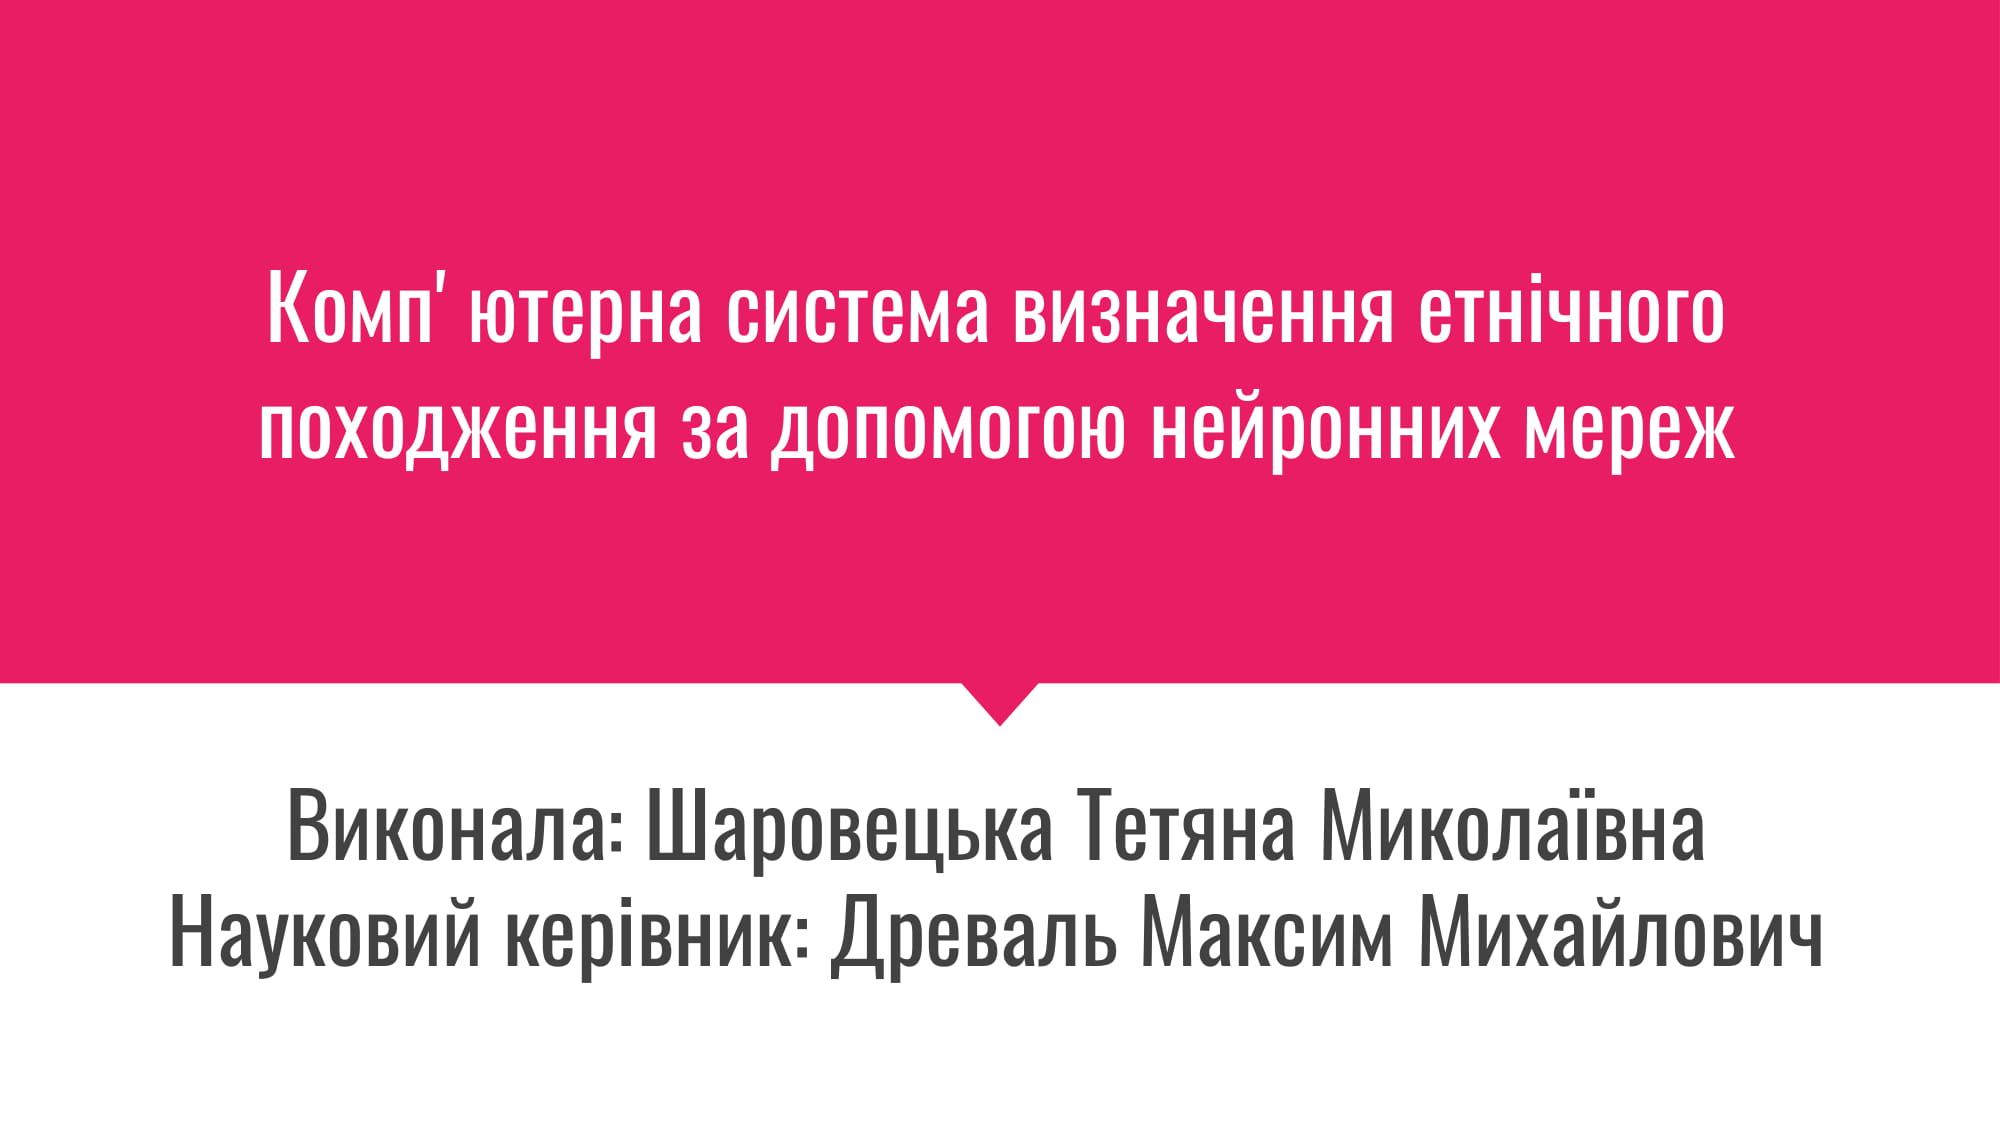 Комп' ютерна система визначення етнічного
походження за допомогою нейронних мереж
Виконала: Шаровецька Тетяна Миколаївна
Науковий керівник: Древаль Максим Михайлович